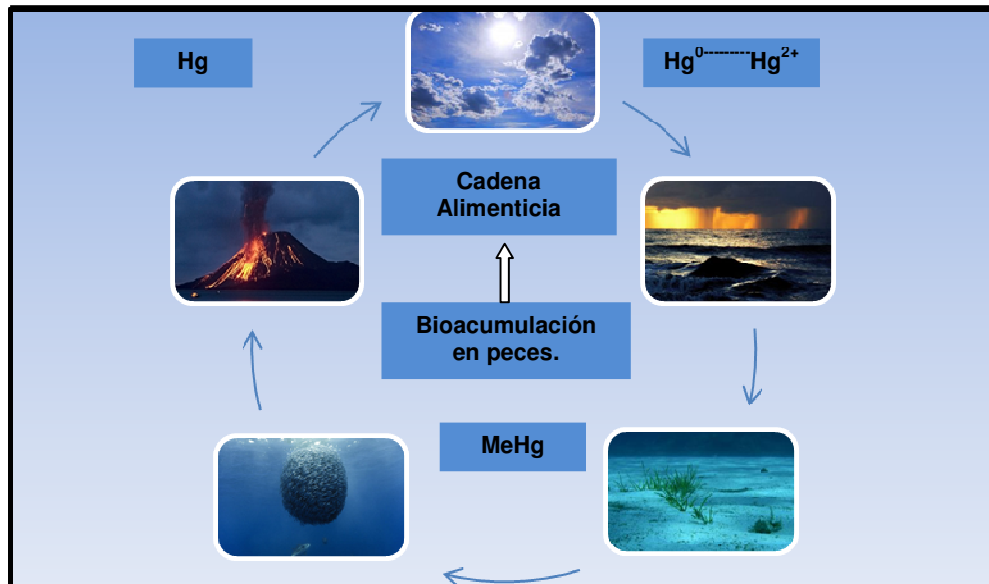 Hg
Hg⁰---------Hg²⁺
Cadena
Alimenticia
Bioacumulación
en peces.
MeHg